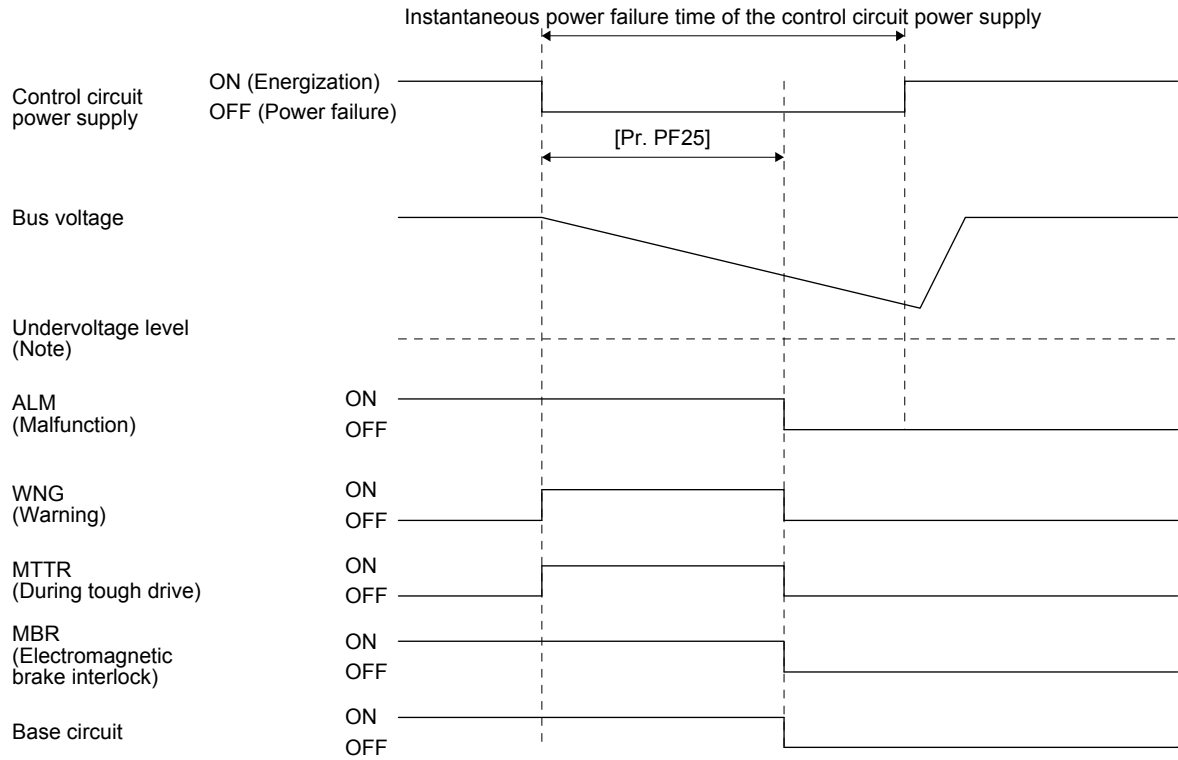 Instantaneous power failure time of the control circuit power supply
Control circuit
power supply
ON (Energization)
OFF (Power failure)
[Pr. PF25]
Bus voltage
Undervoltage level
(Note)
ALM
(Malfunction)
ON
OFF
WNG
(Warning)
ON
OFF
MTTR
(During tough drive)
ON
OFF
MBR
(Electromagnetic
brake interlock)
ON
OFF
Base circuit
ON
OFF